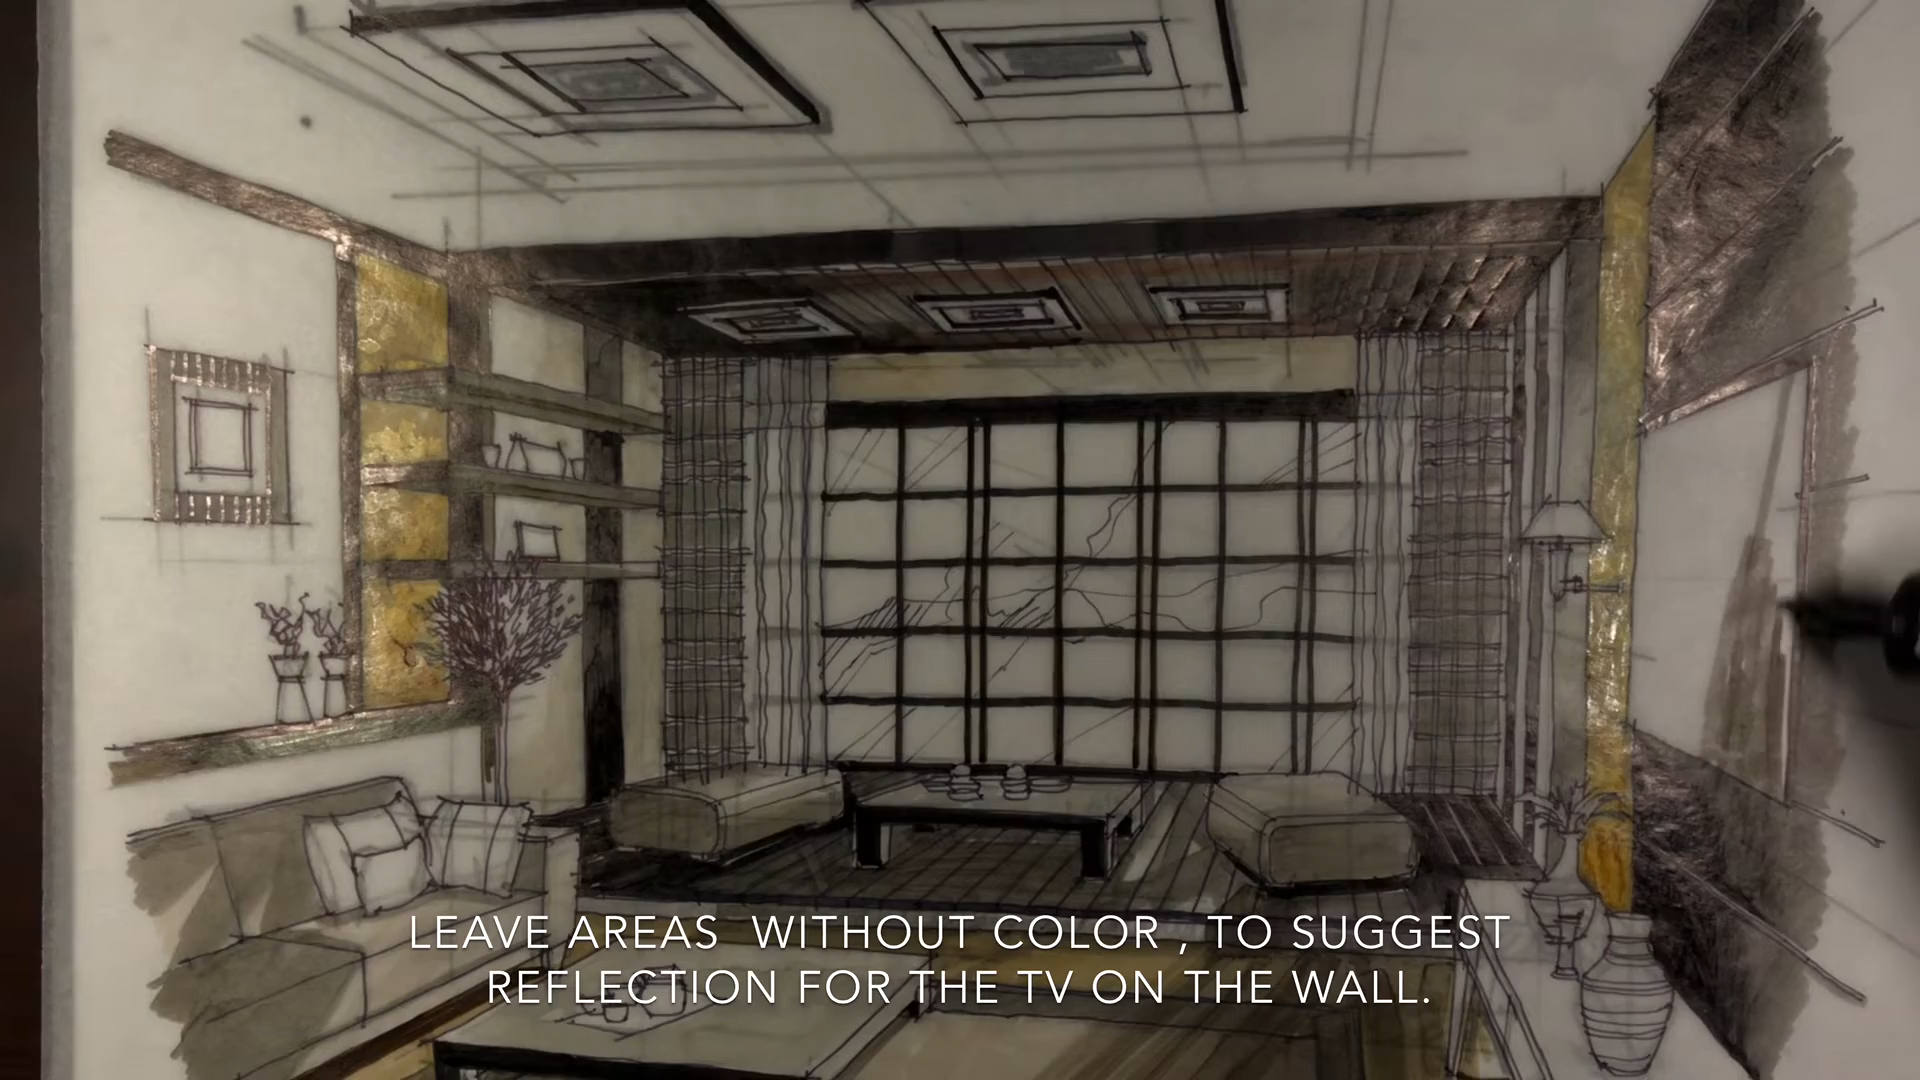 LEAVE AREAS  WITHOUT COLOR , TO SUGGEST
REFLECTION FOR THE TV ON THE WALL.